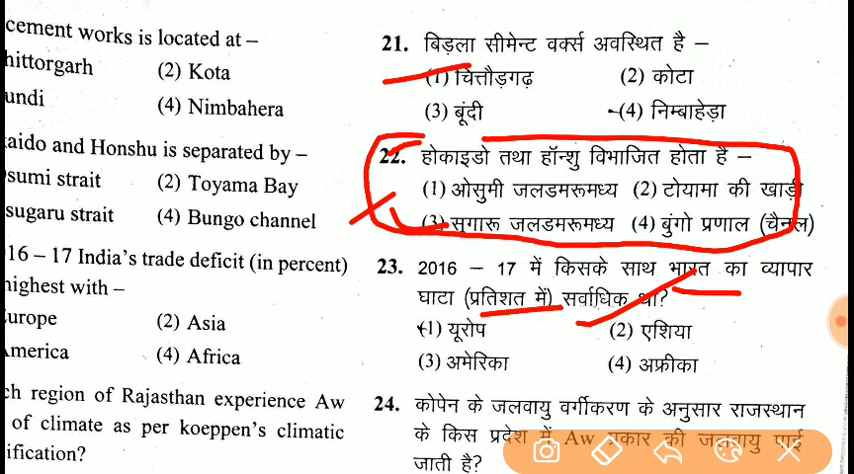 cement works is located at –
hittorgarh (2) Kota
undi (4) Nimbahera
aido and Honshu is separated by –
sumi strait (2) Toyama Bay
sugaru strait (4) Bungo channel
16 – 17 India's trade deficit (in percent)
highest with –
urope (2) Asia
merica (4) Africa
ch region of Rajasthan experience Aw
of climate as per koeppen's climatic
ification?
21. बिड़ला सीमेन्ट वर्क्स अवस्थित है –
(1) चित्तौड़गढ़ (2) कोटा
(3) बूंदी (4) निम्बाहेड़ा
22. होकाइडो तथा हॉन्शु विभाजित होता है –
(1) ओसुमी जलडमरूमध्य (2) टोयामा की खाड़ी
(3) सुगारू जलडमरूमध्य (4) बुंगो प्रणाल (चैनल)
23. 2016 – 17 में किसके साथ भारत का व्यापार
घाटा (प्रतिशत में) सर्वाधिक था?
(1) यूरोप (2) एशिया
(3) अमेरिका (4) अफ्रीका
24. कोपेन के जलवायु वर्गीकरण के अनुसार राजस्थान
के किस प्रदेश में Aw प्रकार की जलवायु पाई
जाती है?